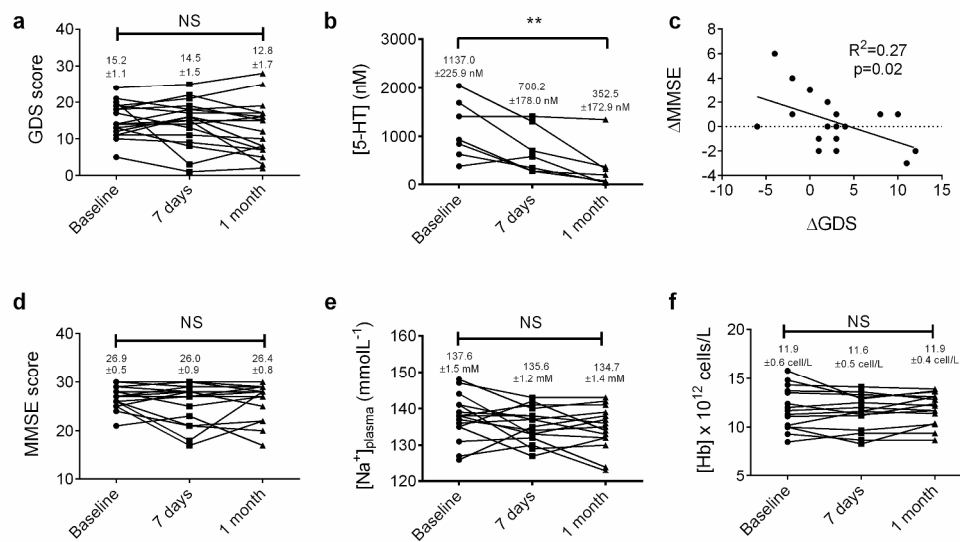 a
NS
GDS score
40
30
20
10
0
15.2
±1.1
14.5
±1.5
12.8
±1.7
Baseline
7 days
1 month
b
**
[5-HT] (nM)
3000
2000
1000
0
1137.0
±225.9 nM
708.2
±178.0 nM
352.5
±172.9 nM
Baseline
7 days
1 month
c
R²=0.27
p=0.02
ΔMMSE
8
6
4
2
0
-2
-4
-10
-5
0
5
10
15
ΔGDS
d
NS
MMSE score
40
30
20
10
26.9
±0.5
26.0
±0.9
26.4
±0.8
Baseline
7 days
1 month
e
NS
[Na⁺]plasma (mmolL⁻¹)
160
150
140
130
120
137.6
±1.5 mM
135.6
±1.2 mM
134.7
±1.4 mM
Baseline
7 days
1 month
f
NS
[Hb] x 10¹² cells/L
20
15
10
5
11.9
±0.6 cell/L
11.6
±0.5 cell/L
11.9
±0.4 cell/L
Baseline
7 days
1 month